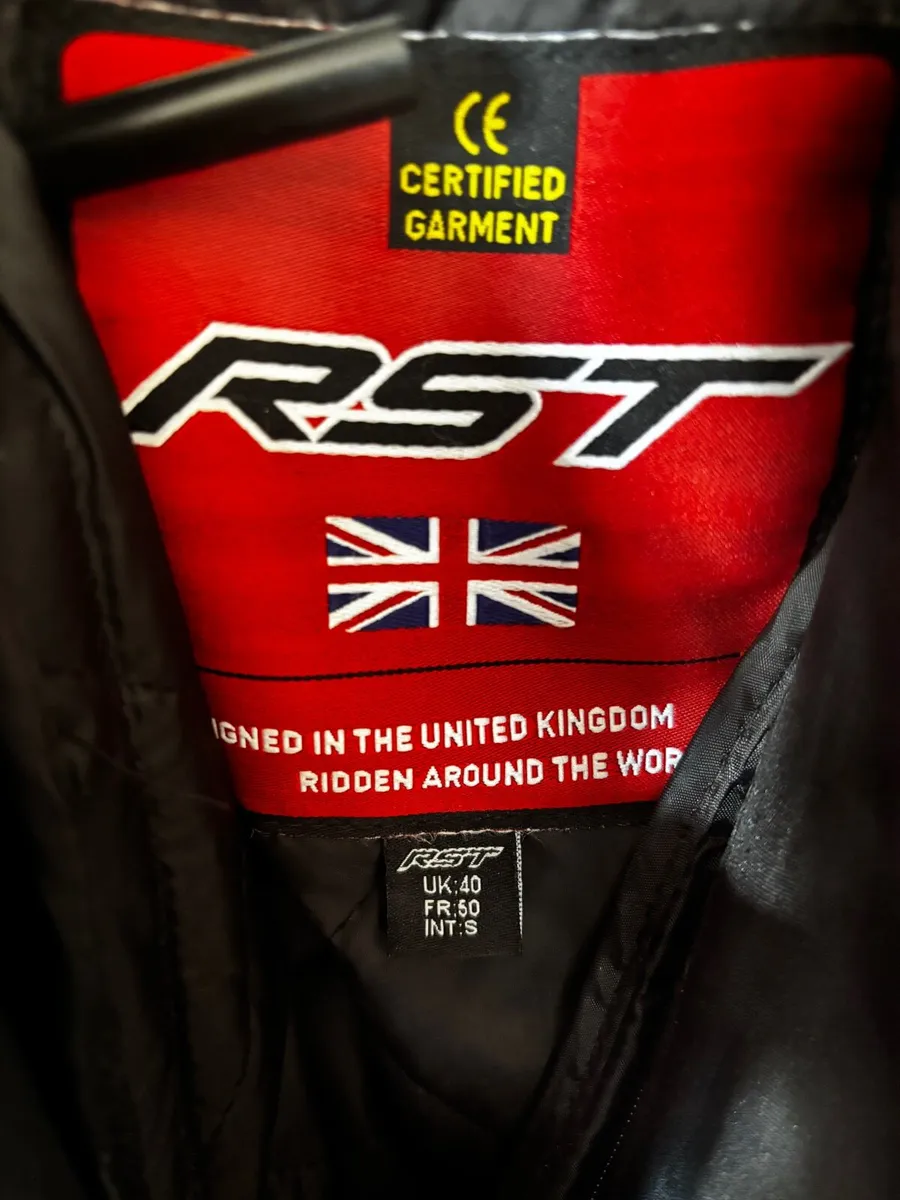 CE
CERTIFIED
GARMENT
RST
IGNED IN THE UNITED KINGDOM
RIDDEN AROUND THE WOR
RST
UK:40
FR:50
INT:S